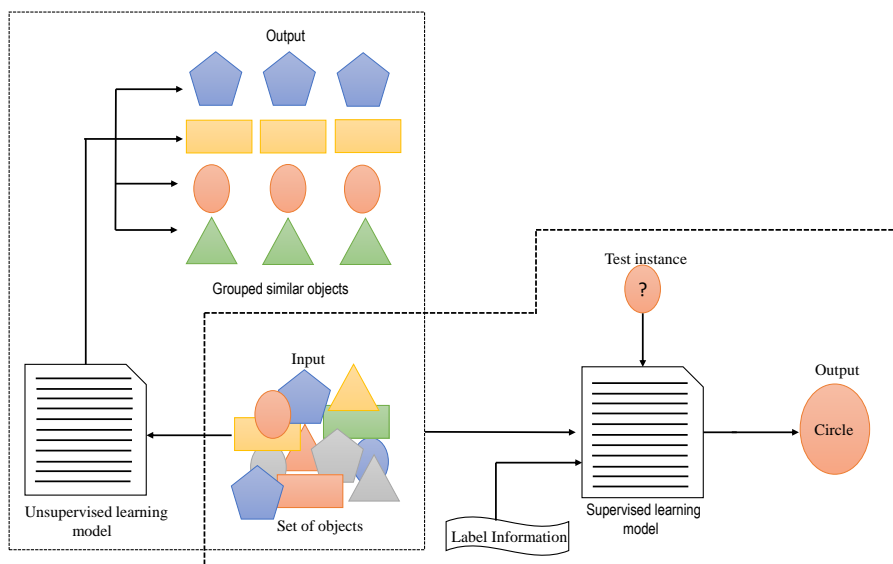 Output
Grouped similar objects
Test instance
?
Input
Output
Circle
Unsupervised learning
model
Set of objects
Label Information
Supervised learning
model